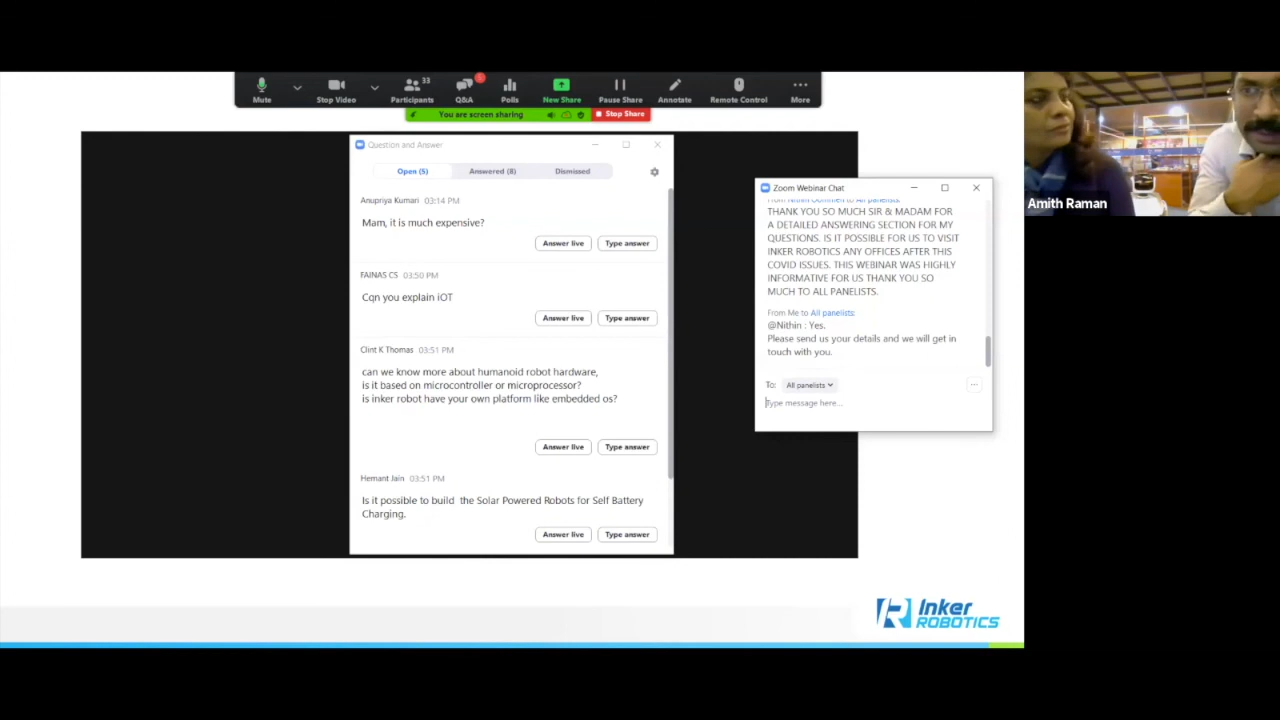 33
Mute
Stop Video
Participants
Q&A
Polls
New Share
Pause Share
Annotate
Remote Control
More
You are screen sharing
Stop Share
Question and Answer
Open (5)
Answered (8)
Dismissed
Anupriya Kumari 03:14 PM
Mam, it is much expensive?
Answer live
Type answer
FAINAS CS 03:50 PM
Cqn you explain iOT
Answer live
Type answer
Clint K Thomas 03:51 PM
can we know more about humanoid robot hardware,
is it based on microcontroller or microprocessor?
is inker robot have your own platform like embedded os?
Answer live
Type answer
Hemant Jain 03:51 PM
Is it possible to build the Solar Powered Robots for Self Battery
Charging.
Answer live
Type answer
Zoom Webinar Chat
From Nithin Oommen to All panelists:
THANK YOU SO MUCH SIR & MADAM FOR
A DETAILED ANSWERING SECTION FOR MY
QUESTIONS. IS IT POSSIBLE FOR US TO VISIT
INKER ROBOTICS ANY OFFICES AFTER THIS
COVID ISSUES. THIS WEBINAR WAS HIGHLY
INFORMATIVE FOR US THANK YOU SO
MUCH TO ALL PANELISTS.
From Me to All panelists:
@Nithin : Yes.
Please send us your details and we will get in
touch with you.
To: All panelists
Type message here...
Amith Raman
Inker
ROBOTICS